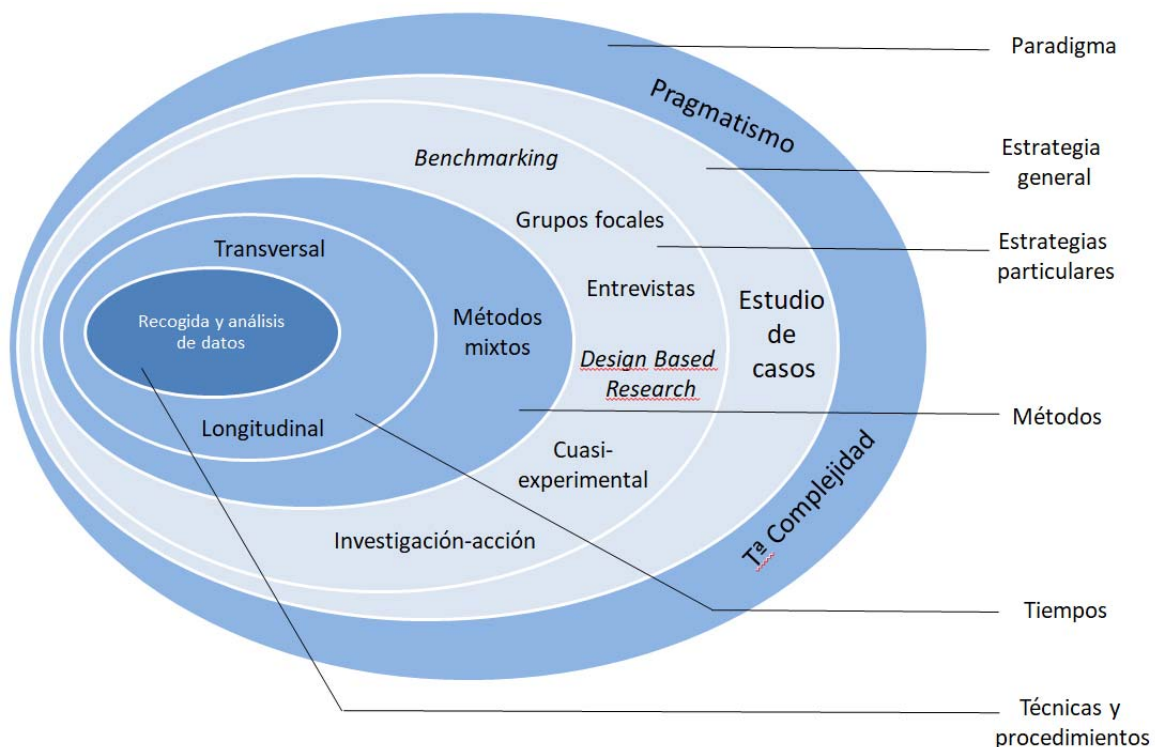 Paradigma
Pragmatismo
Estrategia
general
Benchmarking
Grupos focales
Estrategias
particulares
Transversal
Entrevistas
Estudio
de
casos
Recogida y análisis
de datos
Métodos
mixtos
Design Based
Research
Métodos
Longitudinal
Cuasi-
experimental
Tª Complejidad
Investigación-acción
Tiempos
Técnicas y
procedimientos